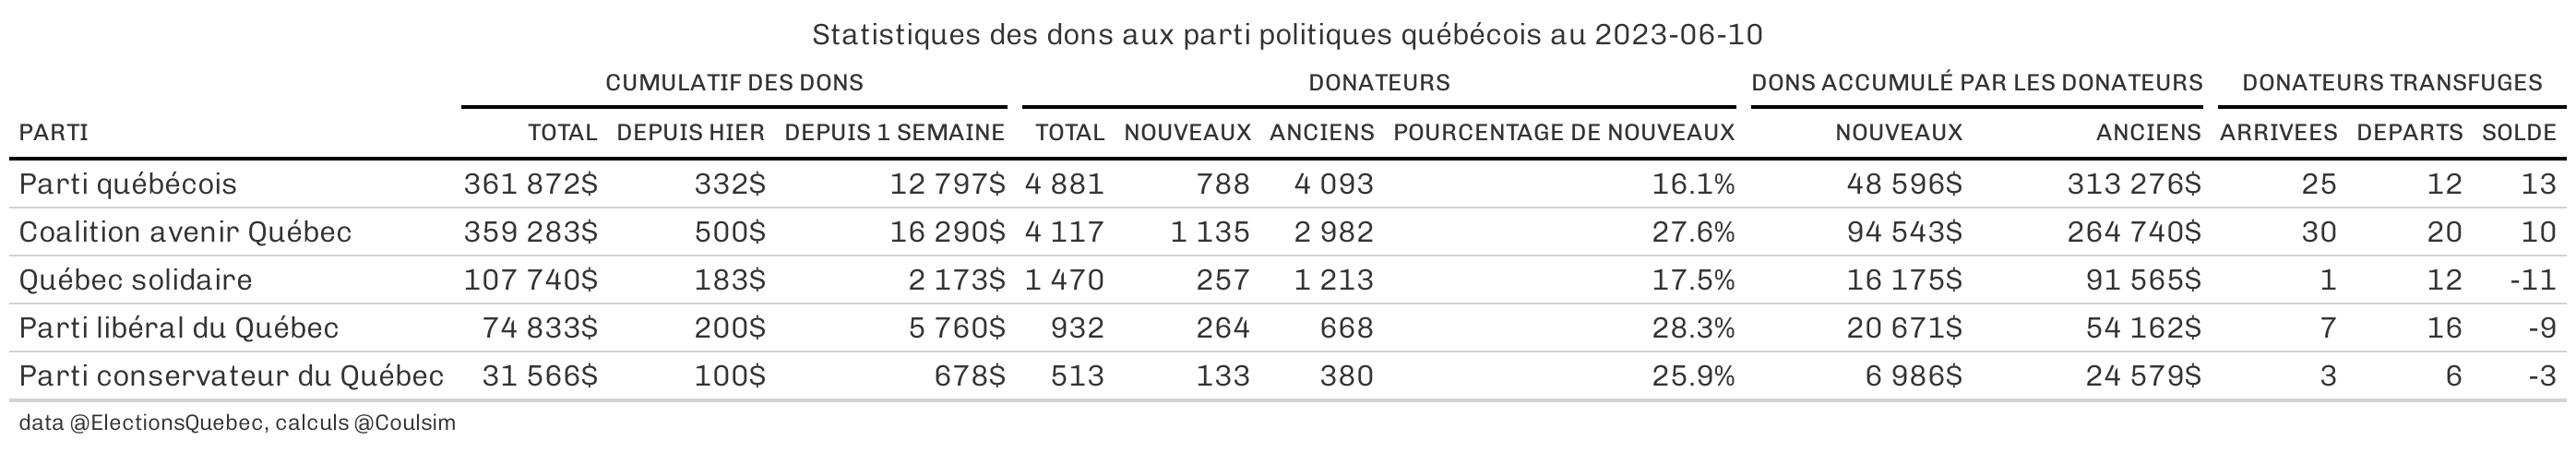 Statistiques des dons aux parti politiques québécois au 2023-06-10
CUMULATIF DES DONS DONATEURS DONS ACCUMULÉ PAR LES DONATEURS DONATEURS TRANSFUGES
PARTI TOTAL DEPUIS HIER DEPUIS 1 SEMAINE TOTAL NOUVEAUX ANCIENS POURCENTAGE DE NOUVEAUX NOUVEAUX ANCIENS ARRIVEES DEPARTS SOLDE
Parti québécois 361 872$ 332$ 12 797$ 4 881 788 4 093 16.1% 48 596$ 313 276$ 25 12 13
Coalition avenir Québec 359 283$ 500$ 16 290$ 4 117 1 135 2 982 27.6% 94 543$ 264 740$ 30 20 10
Québec solidaire 107 740$ 183$ 2 173$ 1 470 257 1 213 17.5% 16 175$ 91 565$ 1 12 -11
Parti libéral du Québec 74 833$ 200$ 5 760$ 932 264 668 28.3% 20 671$ 54 162$ 7 16 -9
Parti conservateur du Québec 31 566$ 100$ 678$ 513 133 380 25.9% 6 986$ 24 579$ 3 6 -3
data @ElectionsQuebec, calculs @Coulsim